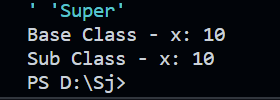 ' 'Super'
Base Class - x: 10
Sub Class - x: 10
PS D:\Sj>